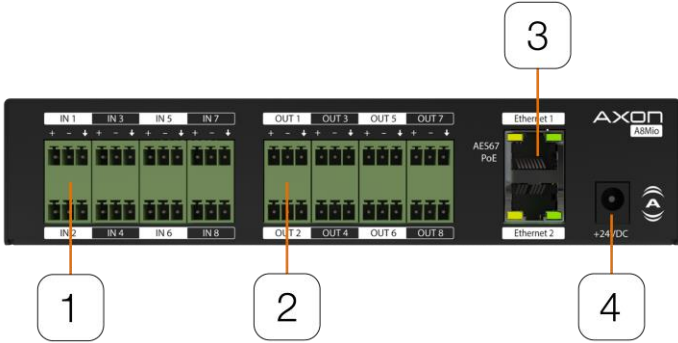 3
IN 1 IN 3 IN 5 IN 7 OUT 1 OUT 3 OUT 5 OUT 7 Ethernet 1 AXON
A8Mio
+ - + - + - + - + - + - + - + -
AES67
PoE
IN 2 IN 4 IN 6 IN 8 OUT 2 OUT 4 OUT 6 OUT 8 Ethernet 2 +24VDC
A
1 2 4